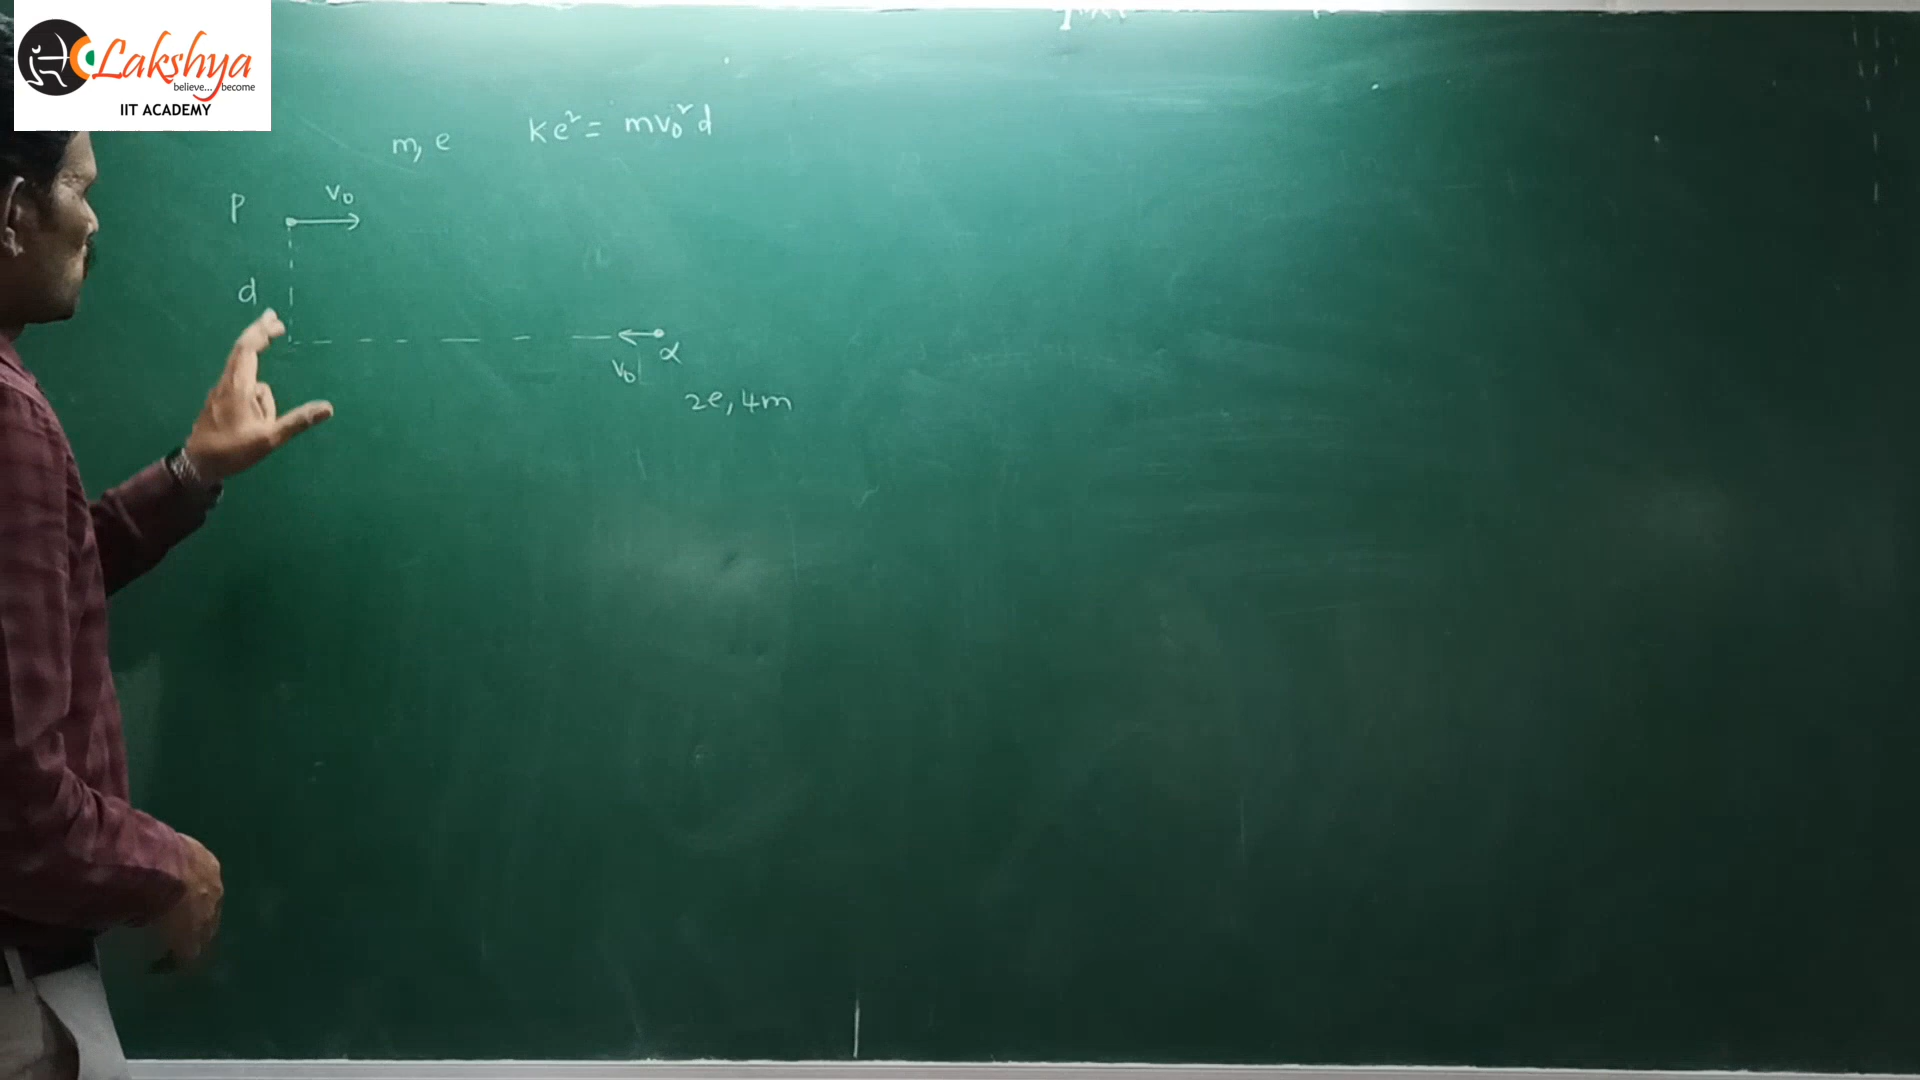 Lakshya
believe... become
IIT ACADEMY
m, e    Ke² = mv₀²d
P    v₀
d
v₀    α
2e, 4m